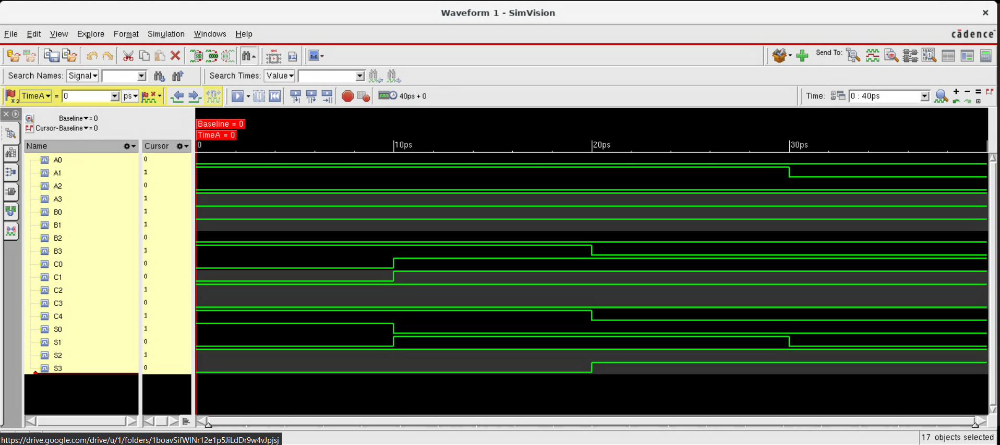 Waveform 1 - SimVision
File Edit View Explore Format Simulation Windows Help cādence
Send To:
Search Names: Signal Search Times: Value
x2 TimeA = 0 ps 40ps + 0 Time: 0 : 40ps
Baseline = 0
Cursor-Baseline = 0
Baseline = 0
TimeA = 0
Name Cursor 0 10ps 20ps 30ps
A0 0
A1 1
A2 0
A3 1
B0 1
B1 1
B2 0
B3 1
C0 0
C1 0
C2 1
C3 0
C4 1
S0 1
S1 0
S2 1
S3 0
https://drive.google.com/drive/u/1/folders/1boavSifWlNr12e1p5JiLdDr9w4vJpjsj
17 objects selected